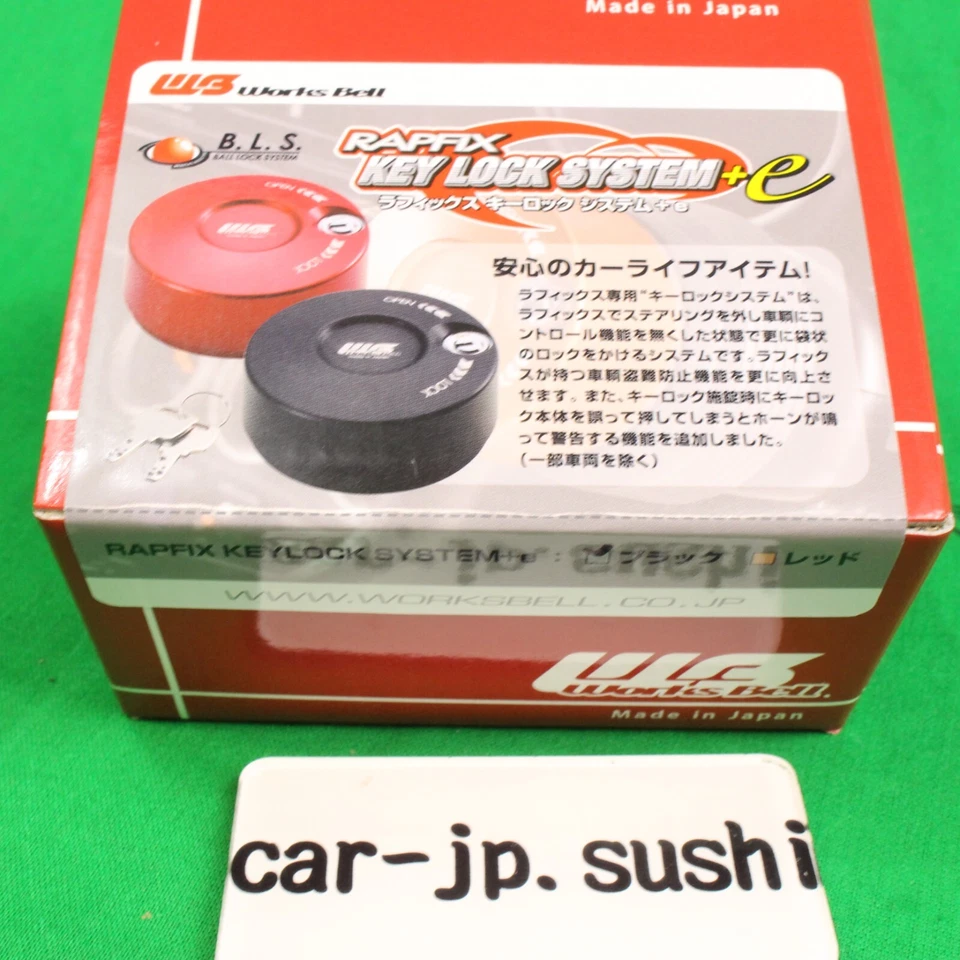 Made in Japan
WB Works Bell
B.L.S.
BALL LOCK SYSTEM
RAPFIX
KEY LOCK SYSTEM +e
ラフィックス キーロック システム+e
OPEN
LOCK
OPEN
LOCK
安心のカーライフアイテム!
ラフィックス専用"キーロックシステム"は、
ラフィックスでステアリングを外し車輌にコ
ントロール機能を無くした状態で更に袋状
のロックをかけるシステムです。ラフィック
スが持つ車輌盗難防止機能を更に向上さ
せます。また、キーロック施錠時にキーロッ
ク本体を誤って押してしまうとホーンが鳴
って警告する機能を追加しました。
(一部車両を除く)
RAPFIX KEYLOCK SYSTEM+e : ブラック レッド
WWW.WORKSBELL.CO.JP
WB
Works Bell.
Made in Japan
car-jp.sushi